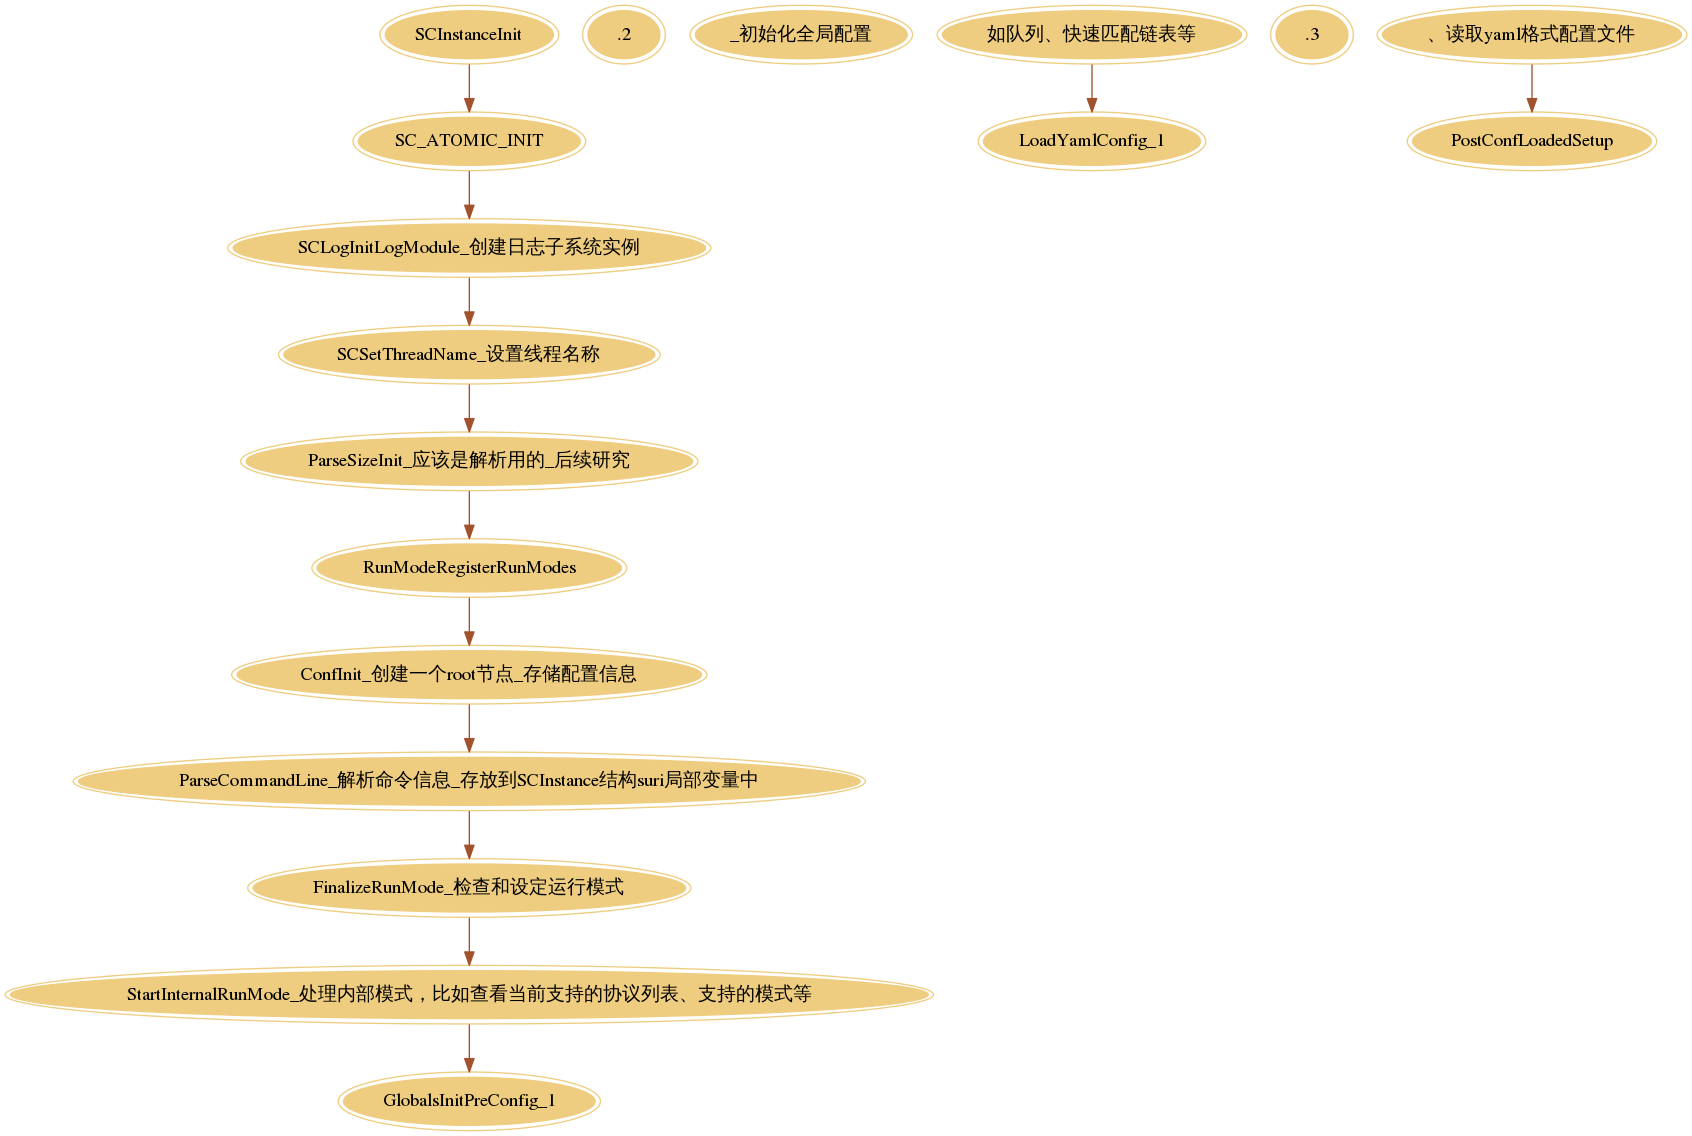 SCInstanceInit
.2
_初始化全局配置
如队列、快速匹配链表等
.3
、读取yaml格式配置文件
SC_ATOMIC_INIT
LoadYamlConfig_1
PostConfLoadedSetup
SCLogInitLogModule_创建日志子系统实例
SCSetThreadName_设置线程名称
ParseSizeInit_应该是解析用的_后续研究
RunModeRegisterRunModes
ConfInit_创建一个root节点_存储配置信息
ParseCommandLine_解析命令信息_存放到SCInstance结构suri局部变量中
FinalizeRunMode_检查和设定运行模式
StartInternalRunMode_处理内部模式，比如查看当前支持的协议列表、支持的模式等
GlobalsInitPreConfig_1